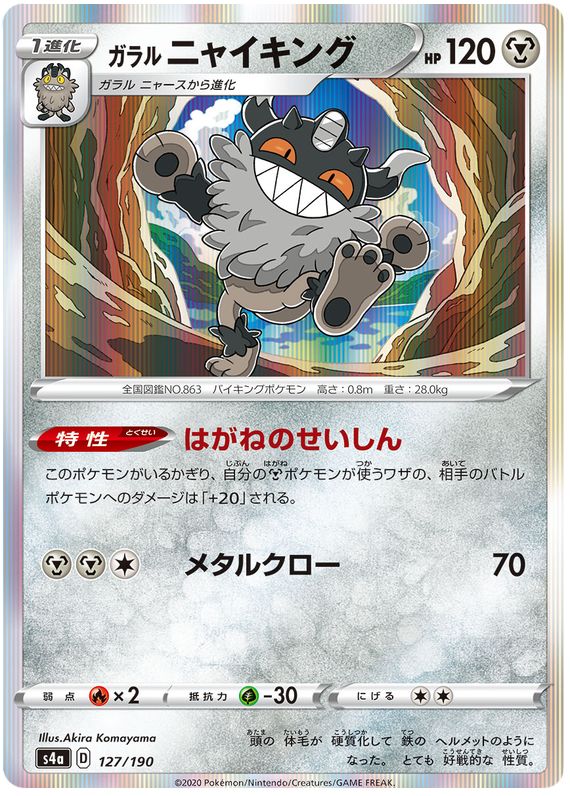 1進化
ガラル ニャイキング
HP 120
ガラル ニャースから進化
全国図鑑NO.863 バイキングポケモン 高さ:0.8m 重さ:28.0kg
特性 とくせい はがねのせいしん
このポケモンがいるかぎり、自分のポケモンが使うワザの、相手のバトル
ポケモンへのダメージは「+20」される。
メタルクロー 70
弱点 ×2 抵抗力 -30 にげる
Illus.Akira Komayama
頭の 体毛が 硬質化して 鉄の ヘルメットのように
s4a D 127/190
なった。 とても 好戦的な 性質。
©2020 Pokémon/Nintendo/Creatures/GAME FREAK.